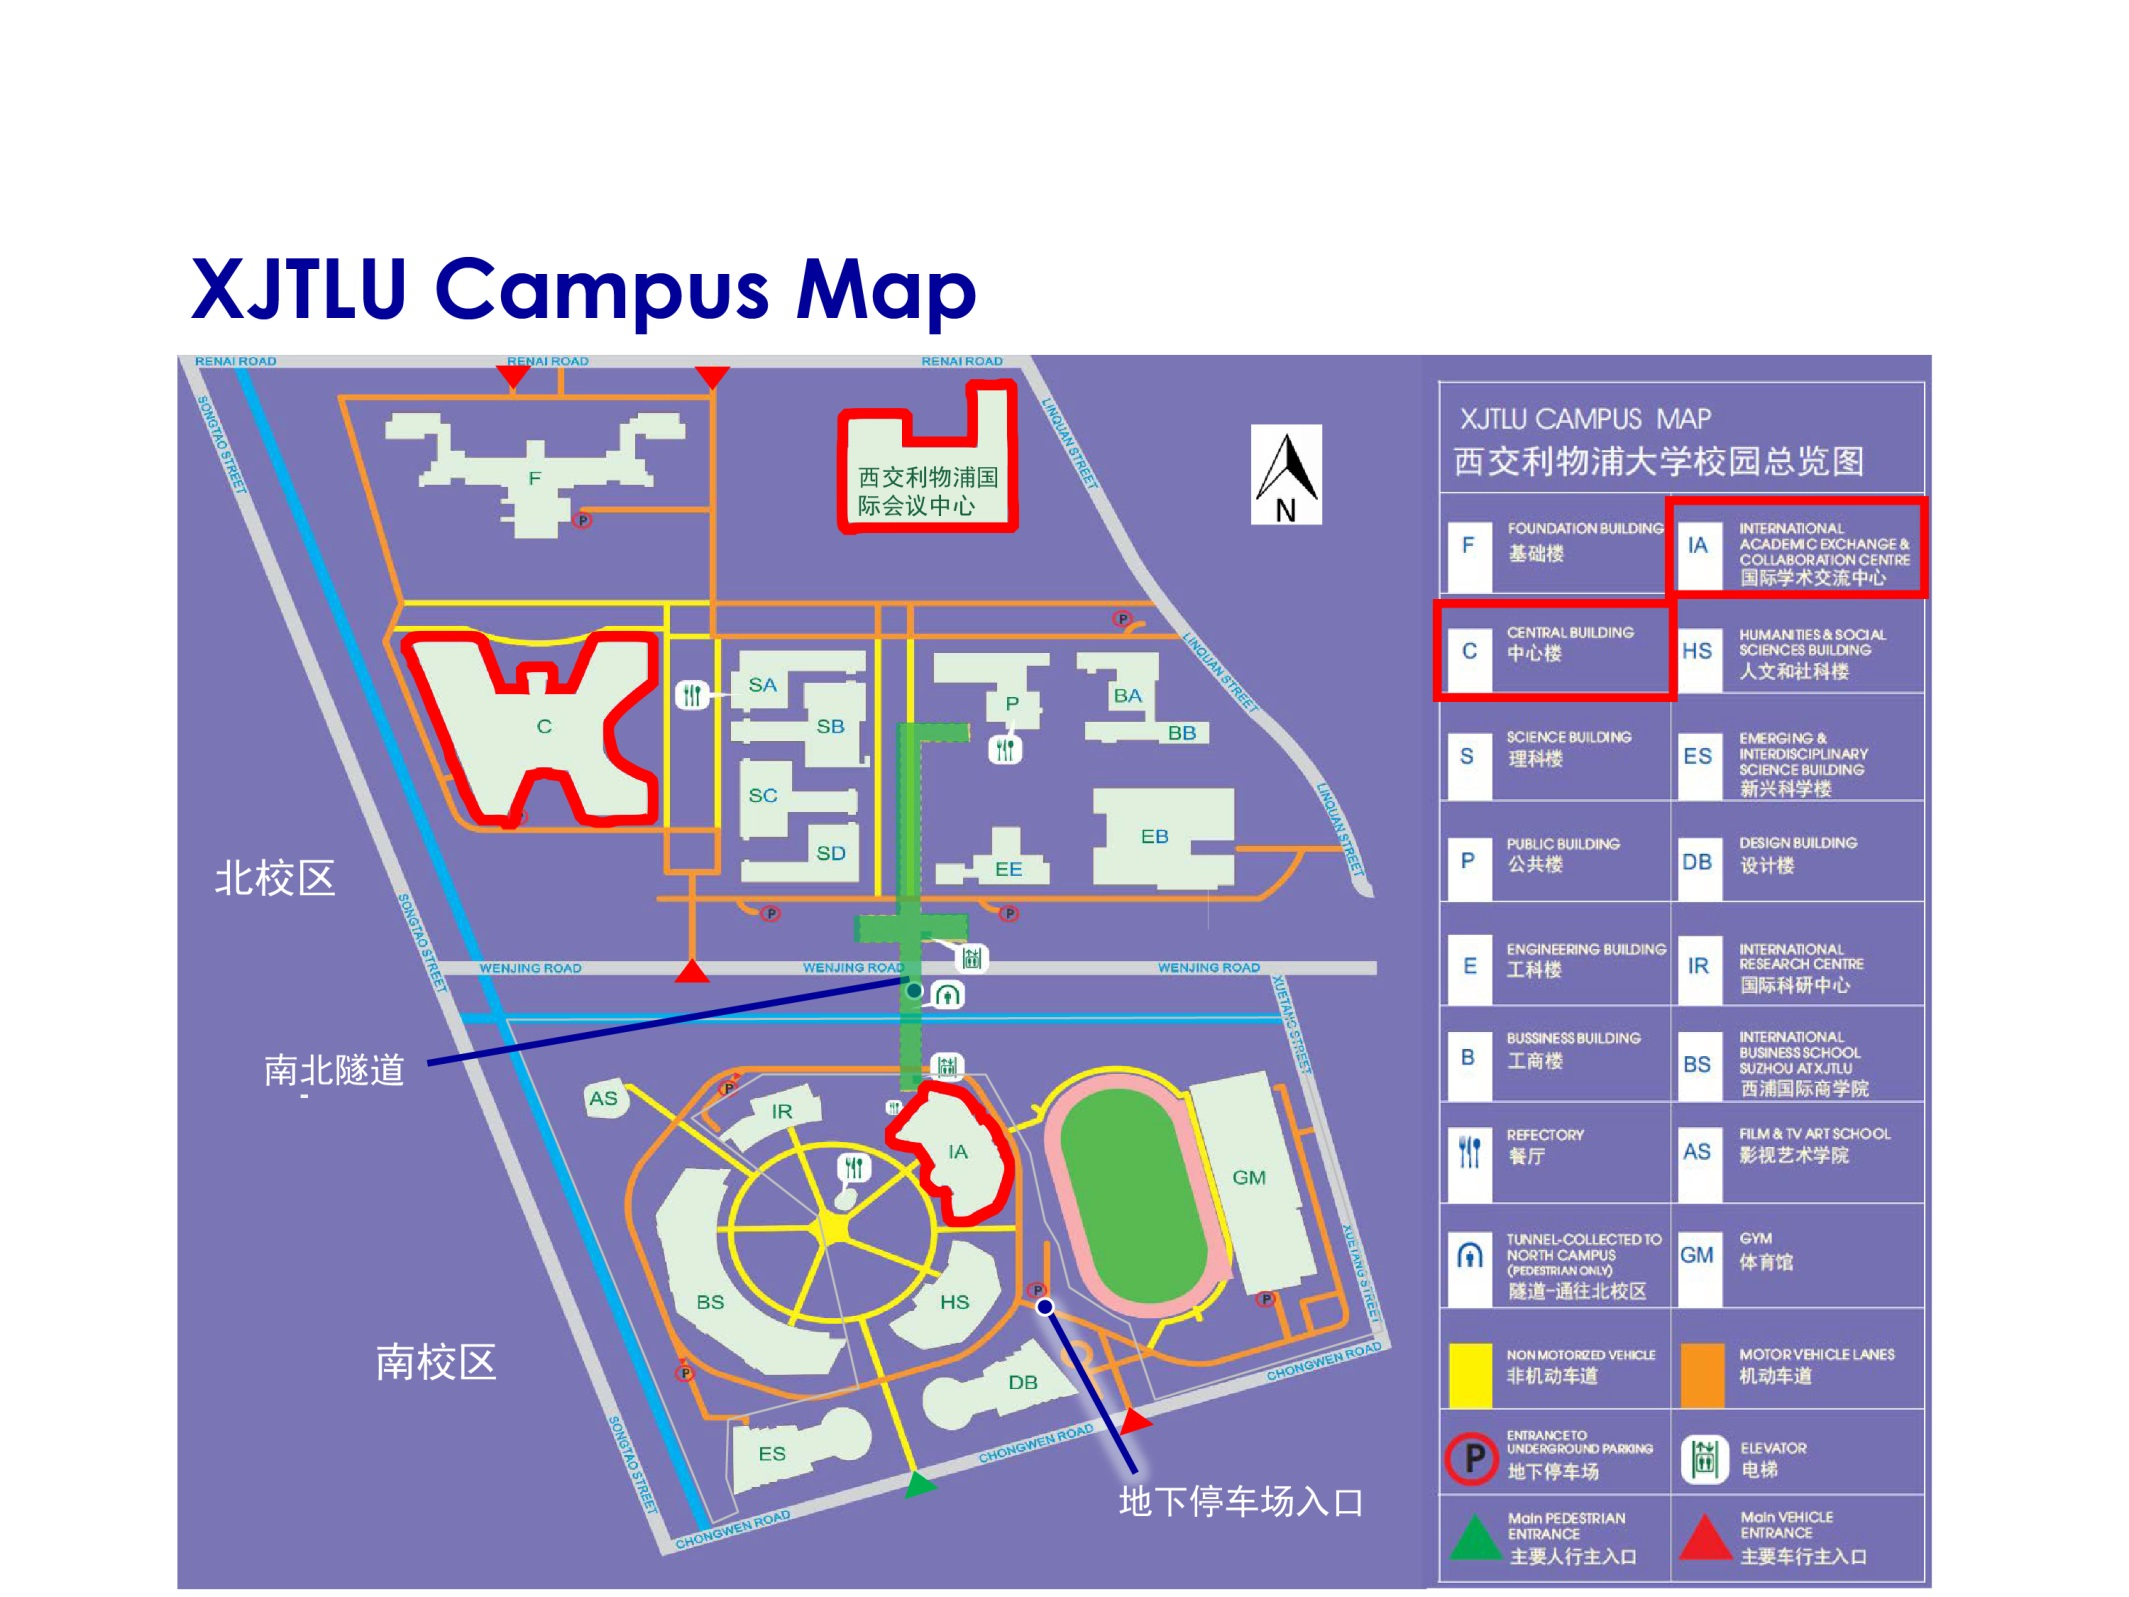 XJTLU Campus Map
RENAI ROAD
RENAI ROAD
RENAI ROAD
SONGTAO STREET
LINQUAN STREET
F
P
西交利物浦国
际会议中心
N
P
LINQUAN STREET
C
SA
SB
SC
SD
P
BA
BB
EB
EE
LINQUAN STREET
北校区
P
P
SONGTAO STREET
WENJING ROAD
WENJING ROAD
WENJING ROAD
XUETANG STREET
南北隧道
-
AS
P
IR
IA
GM
BS
HS
P
P
XUETANG STREET
南校区
P
DB
CHONGWEN ROAD
ES
CHONGWEN ROAD
SONGTAO STREET
CHONGWEN ROAD
地下停车场入口
XJTLU CAMPUS MAP
西交利物浦大学校园总览图
F
FOUNDATION BUILDING
基础楼
IA
INTERNATIONAL
ACADEMIC EXCHANGE &
COLLABORATION CENTRE
国际学术交流中心
C
CENTRAL BUILDING
中心楼
HS
HUMANITIES & SOCIAL
SCIENCES BUILDING
人文和社科楼
S
SCIENCE BUILDING
理科楼
ES
EMERGING &
INTERDISCIPLINARY
SCIENCE BUILDING
新兴科学楼
P
PUBLIC BUILDING
公共楼
DB
DESIGN BUILDING
设计楼
E
ENGINEERING BUILDING
工科楼
IR
INTERNATIONAL
RESEARCH CENTRE
国际科研中心
B
BUSSINESS BUILDING
工商楼
BS
INTERNATIONAL
BUSINESS SCHOOL
SUZHOU AT XJTLU
西浦国际商学院
REFECTORY
餐厅
AS
FILM & TV ART SCHOOL
影视艺术学院
TUNNEL-COLLECTED TO
NORTH CAMPUS
(PEDESTRIAN ONLY)
隧道-通往北校区
GM
GYM
体育馆
NON MOTORIZED VEHICLE
非机动车道
MOTOR VEHICLE LANES
机动车道
P
ENTRANCE TO
UNDERGROUND PARKING
地下停车场
ELEVATOR
电梯
Main PEDESTRIAN
ENTRANCE
主要人行主入口
Main VEHICLE
ENTRANCE
主要车行主入口